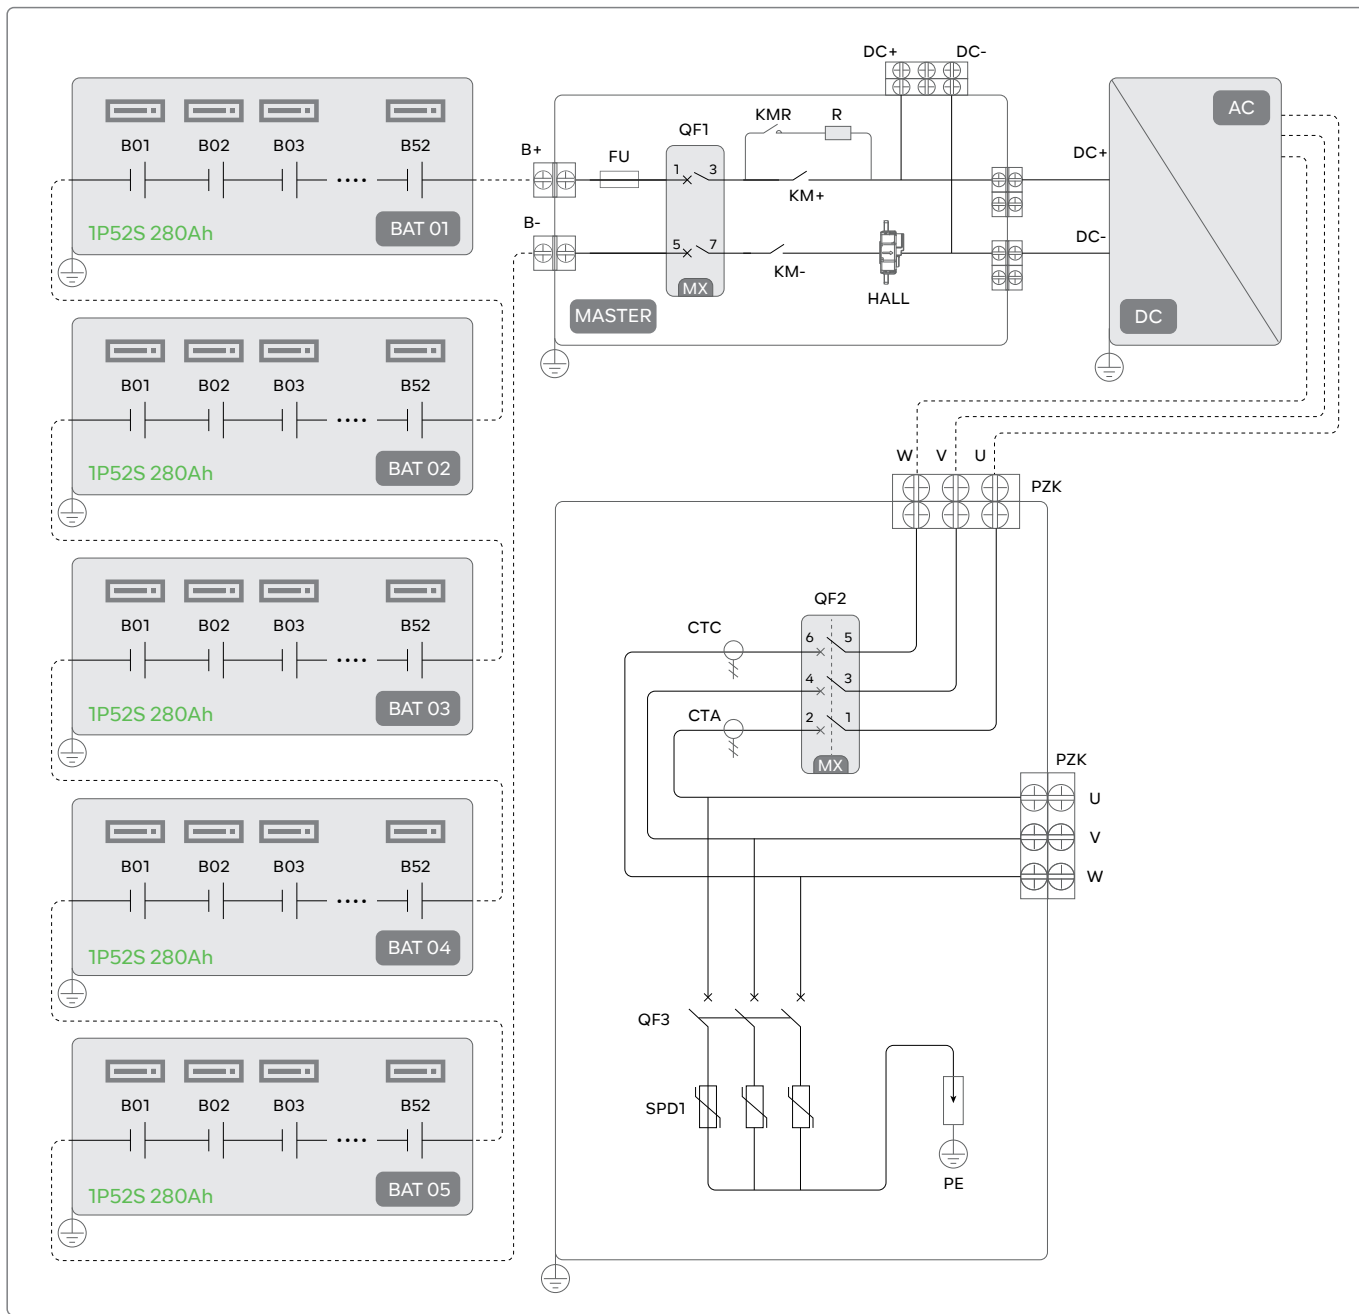 B01 B02 B03 B52
1P52S 280Ah
BAT 01
B01 B02 B03 B52
1P52S 280Ah
BAT 02
B01 B02 B03 B52
1P52S 280Ah
BAT 03
B01 B02 B03 B52
1P52S 280Ah
BAT 04
B01 B02 B03 B52
1P52S 280Ah
BAT 05
DC+ DC-
KMR R
QF1
B+ FU
1 3
KM+
B-
5 7
KM-
MX
HALL
MASTER
AC
DC+
DC-
DC
W V U
PZK
QF2
CTC
6 5
4 3
CTA
2 1
MX
PZK
U
V
W
QF3
SPD1
PE